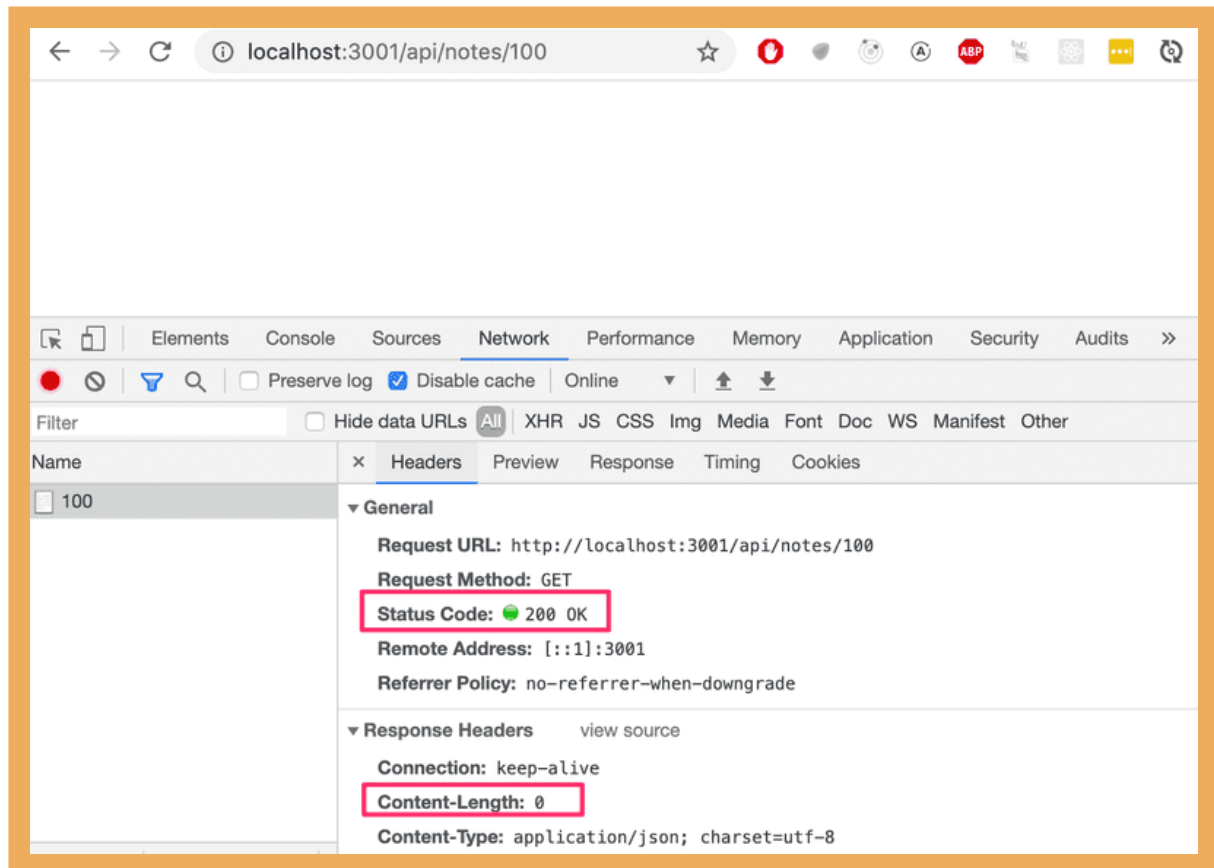 localhost:3001/api/notes/100
ABP
Elements Console Sources Network Performance Memory Application Security Audits »
Preserve log Disable cache Online
Filter Hide data URLs All XHR JS CSS Img Media Font Doc WS Manifest Other
Name × Headers Preview Response Timing Cookies
100
General
Request URL: http://localhost:3001/api/notes/100
Request Method: GET
Status Code: 200 OK
Remote Address: [::1]:3001
Referrer Policy: no-referrer-when-downgrade
Response Headers view source
Connection: keep-alive
Content-Length: 0
Content-Type: application/json; charset=utf-8